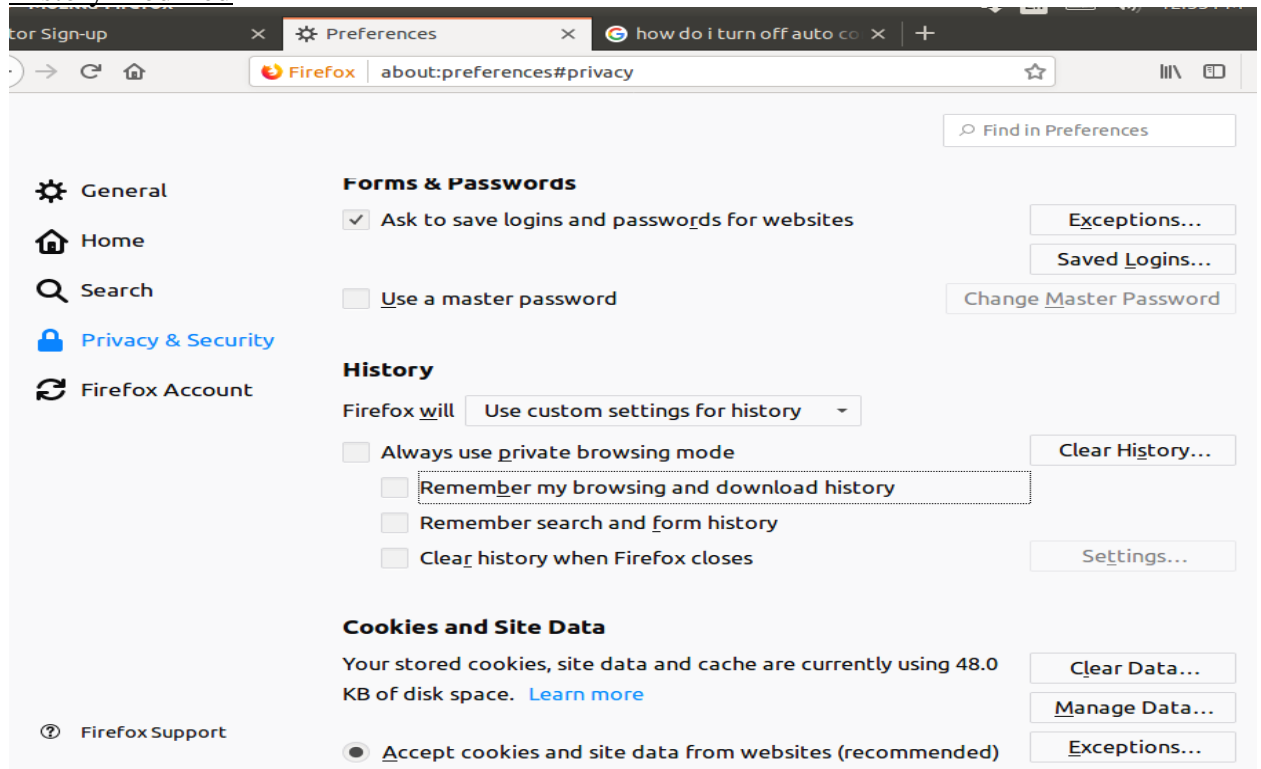 tor Sign-up
Preferences
how do i turn off auto co
Firefox about:preferences#privacy
Find in Preferences
General
Home
Search
Privacy & Security
Firefox Account
Firefox Support
Forms & Passwords
Ask to save logins and passwords for websites
Exceptions...
Saved Logins...
Use a master password
Change Master Password
History
Firefox will Use custom settings for history
Always use private browsing mode
Clear History...
Remember my browsing and download history
Remember search and form history
Clear history when Firefox closes
Settings...
Cookies and Site Data
Your stored cookies, site data and cache are currently using 48.0
KB of disk space. Learn more
Clear Data...
Manage Data...
Accept cookies and site data from websites (recommended)
Exceptions...